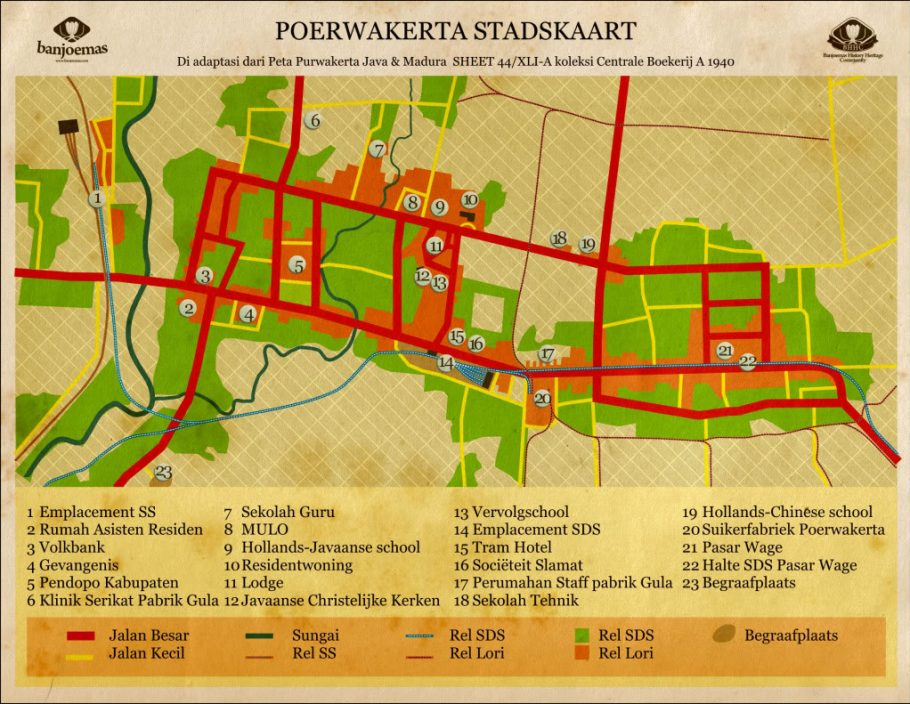 POERWAKERTA STADSKAART
banjoemas
Di adaptasi dari Peta Purwakerta Java & Madura SHEET 44/XLI-A koleksi Centrale Boekerij A 1940
Banjoemas History Heritage
Community
6
7
1
8
9
10
11
18
19
3
5
12
13
2
4
15
16
14
17
21
22
20
23
1 Emplacement SS
2 Rumah Asisten Residen
3 Volkbank
4 Gevangenis
5 Pendopo Kabupaten
6 Klinik Serikat Pabrik Gula
7 Sekolah Guru
8 MULO
9 Hollands-Javaanse school
10 Residentwoning
11 Lodge
12 Javaanse Christelijke Kerken
13 Vervolgschool
14 Emplacement SDS
15 Tram Hotel
16 Sociëteit Slamat
17 Perumahan Staff pabrik Gula
18 Sekolah Tehnik
19 Hollands-Chinese school
20 Suikerfabriek Poerwakerta
21 Pasar Wage
22 Halte SDS Pasar Wage
23 Begraafplaats
Jalan Besar
Jalan Kecil
Sungai
Rel SS
Rel SDS
Rel Lori
Rel SDS
Rel Lori
Begraafplaats